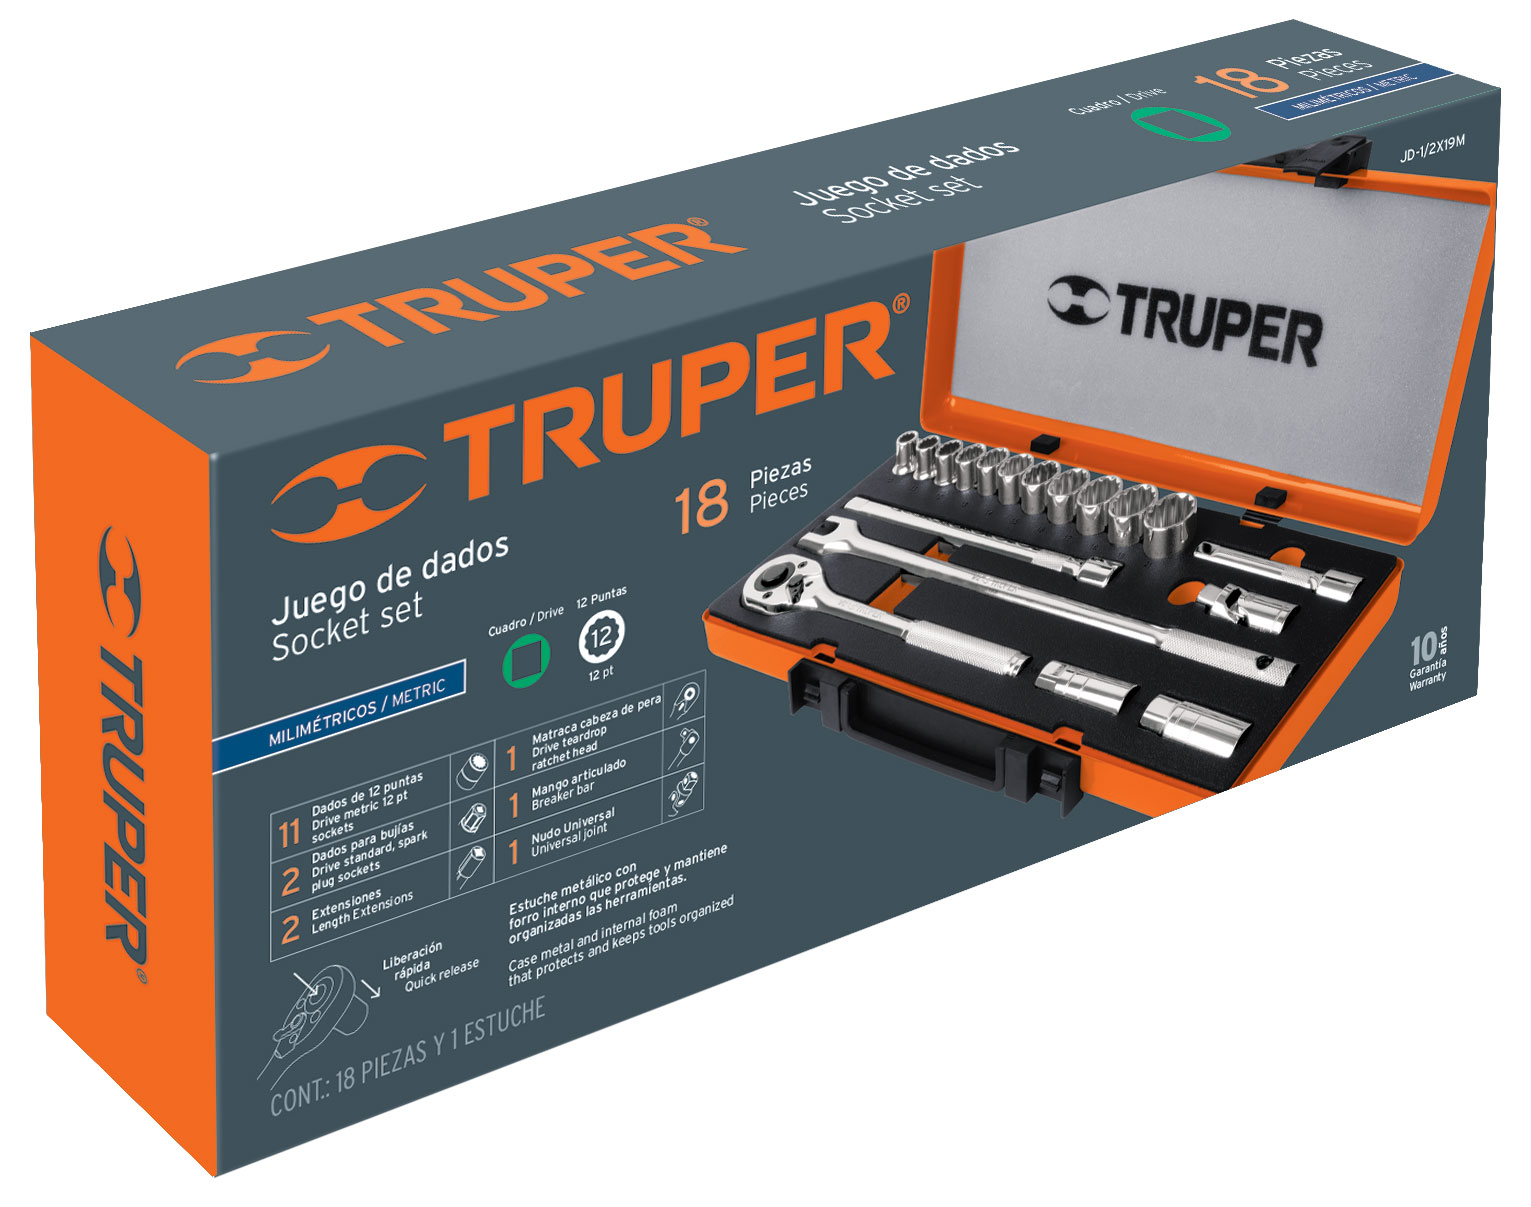 TRUPER®
Juego de dados
Socket set
Cuadro / Drive
18
Piezas
Pieces
MILIMÉTRICOS / METRIC
JD-1/2X19M
TRUPER®
18
Piezas
Pieces
Juego de dados
Socket set
Cuadro / Drive
12 Puntas
12
12 pt
MILIMÉTRICOS / METRIC
11
Dados de 12 puntas
Drive metric 12 pt
sockets
2
Dados para bujías
Drive standard, spark
plug sockets
2
Extensiones
Length Extensions
1
Matraca cabeza de pera
Drive teardrop
ratchet head
1
Mango articulado
Breaker bar
1
Nudo Universal
Universal joint
Estuche metálico con
forro interno que protege y mantiene
organizadas las herramientas.
Case metal and internal foam
that protects and keeps tools organized
Liberación
rápida
Quick release
CONT.: 18 PIEZAS Y 1 ESTUCHE
TRUPER
10 años
Garantía
Warranty
TRUPER®